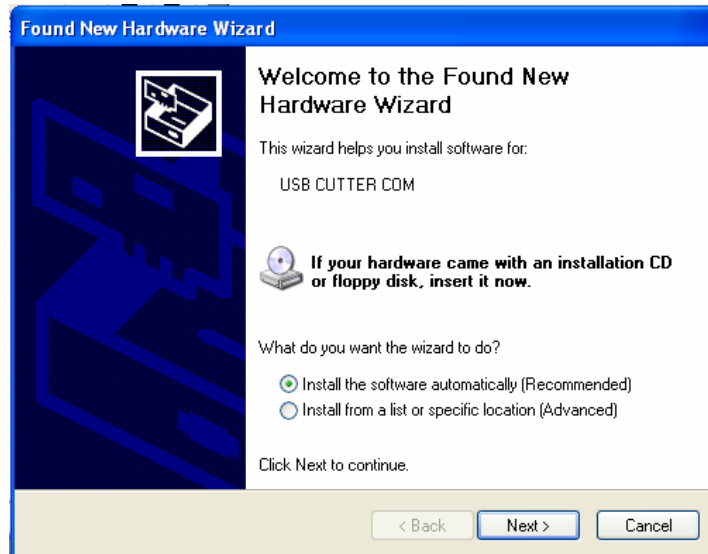 Found New Hardware Wizard
Welcome to the Found New
Hardware Wizard
This wizard helps you install software for:
USB CUTTER COM
If your hardware came with an installation CD
or floppy disk, insert it now.
What do you want the wizard to do?
Install the software automatically (Recommended)
Install from a list or specific location (Advanced)
Click Next to continue.
< Back Next > Cancel